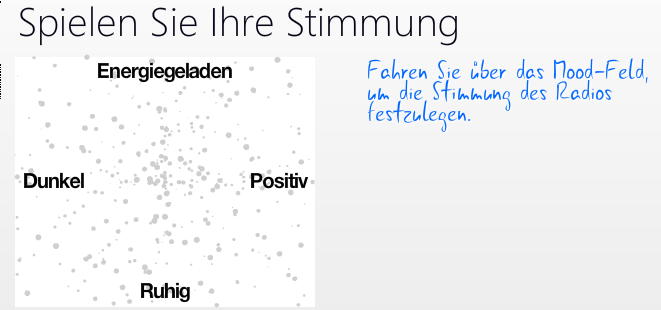 Spielen Sie Ihre Stimmung
Energiegeladen
Dunkel
Positiv
Ruhig
Fahren Sie über das Mood-Feld,
um die Stimmung des Radios
festzulegen.